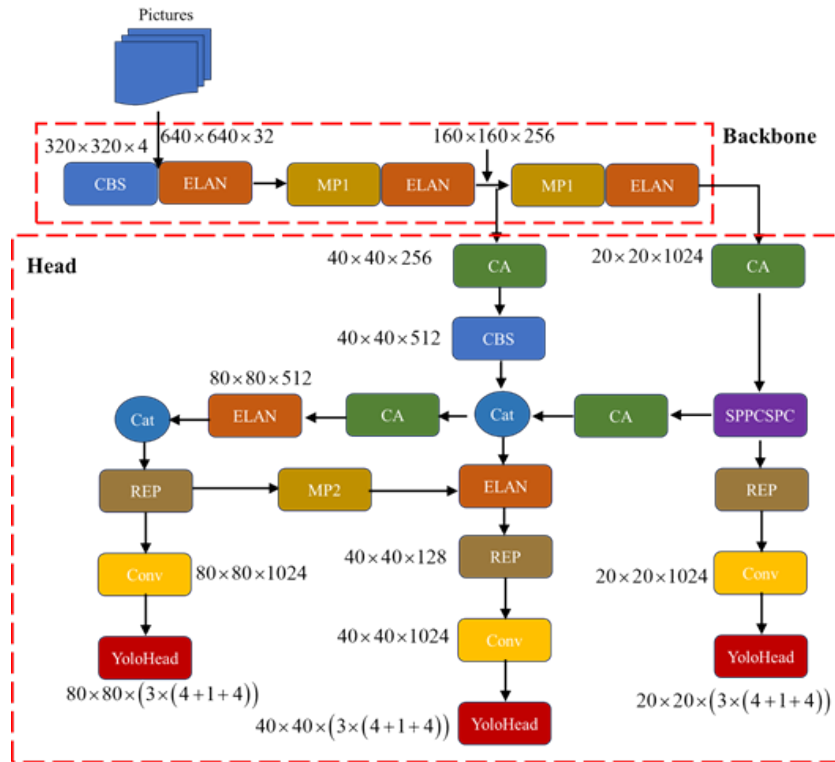 Pictures
320×320×4
640×640×32
160×160×256
Backbone
CBS
ELAN
MP1
ELAN
MP1
ELAN
Head
40×40×256
CA
20×20×1024
CA
40×40×512
CBS
80×80×512
Cat
ELAN
CA
Cat
CA
SPPCSPC
REP
MP2
ELAN
REP
40×40×128
REP
Conv
80×80×1024
20×20×1024
Conv
40×40×1024
Conv
YoloHead
YoloHead
80×80×(3×(4+1+4))
20×20×(3×(4+1+4))
40×40×(3×(4+1+4))
YoloHead